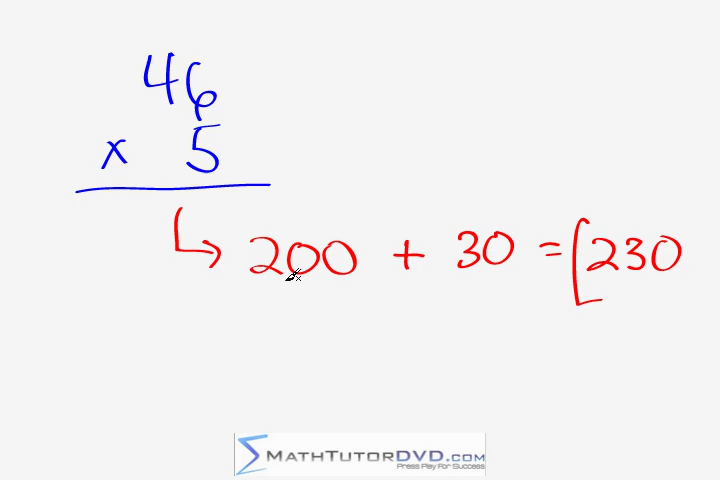 46
x 5
200 + 30 = [230
MATHTUTORDVD.COM
Press Play For Success